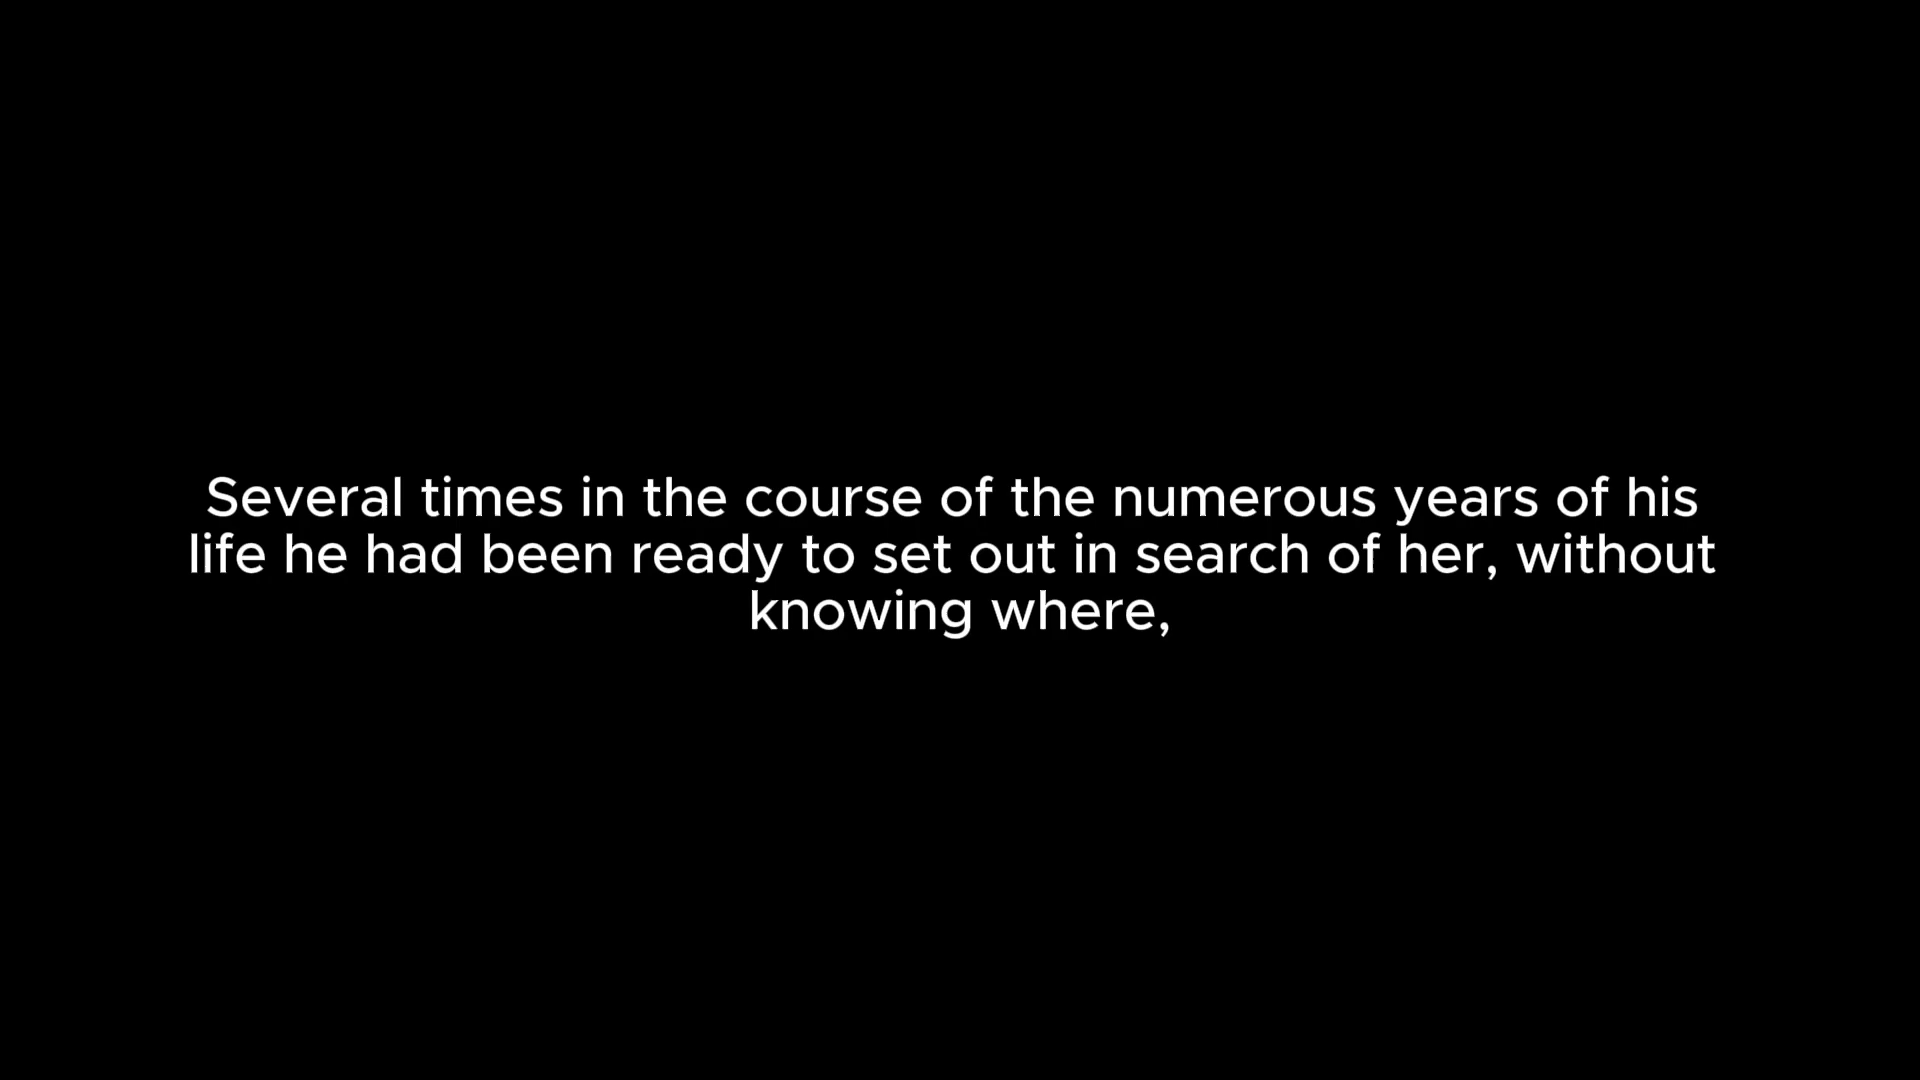 Several times in the course of the numerous years of his
life he had been ready to set out in search of her, without
knowing where,